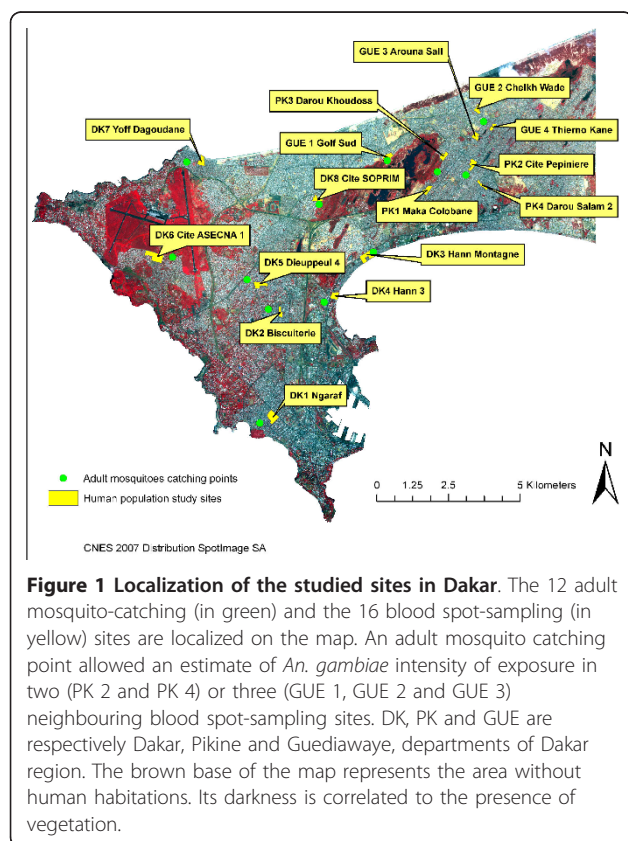 GUE 3 Arouna Sall
GUE 2 Cheikh Wade
PK3 Darou Khoudoss
GUE 4 Thierno Kane
DK7 Yoff Dagoudane
GUE 1 Golf Sud
PK2 Cite Pepiniere
DK8 Cite SOPRIM
PK1 Maka Colobane
PK4 Darou Salam 2
DK6 Cite ASECNA 1
DK3 Hann Montagne
DK5 Dieuppeul 4
DK4 Hann 3
DK2 Biscuiterie
DK1 Ngaraf
N
Adult mosquitoes catching points
Human population study sites
0 1.25 2.5 5 Kilometers
CNES 2007 Distribution SpotImage SA
Figure 1 Localization of the studied sites in Dakar. The 12 adult
mosquito-catching (in green) and the 16 blood spot-sampling (in
yellow) sites are localized on the map. An adult mosquito catching
point allowed an estimate of An. gambiae intensity of exposure in
two (PK 2 and PK 4) or three (GUE 1, GUE 2 and GUE 3)
neighbouring blood spot-sampling sites. DK, PK and GUE are
respectively Dakar, Pikine and Guediawaye, departments of Dakar
region. The brown base of the map represents the area without
human habitations. Its darkness is correlated to the presence of
vegetation.